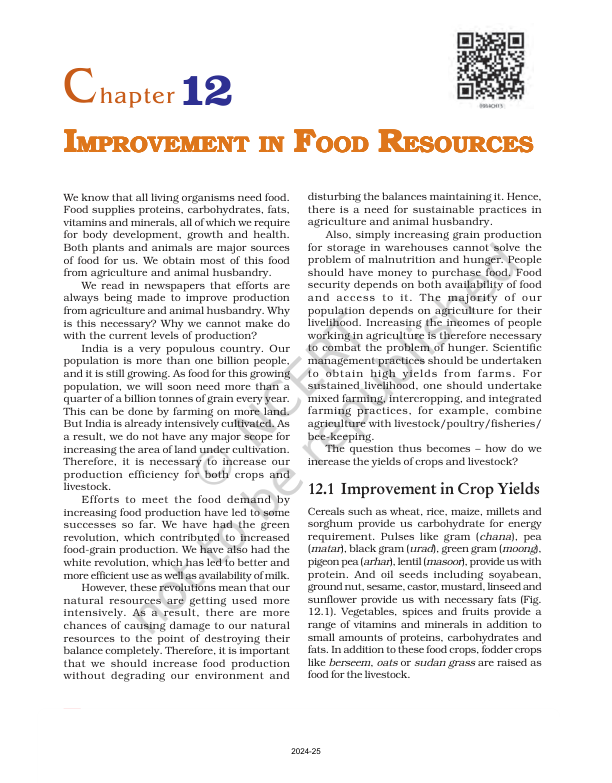 Chapter 12
IMPROVEMENT IN FOOD RESOURCES
0964CH15
We know that all living organisms need food.
Food supplies proteins, carbohydrates, fats,
vitamins and minerals, all of which we require
for body development, growth and health.
Both plants and animals are major sources
of food for us. We obtain most of this food
from agriculture and animal husbandry.
We read in newspapers that efforts are
always being made to improve production
from agriculture and animal husbandry. Why
is this necessary? Why we cannot make do
with the current levels of production?
India is a very populous country. Our
population is more than one billion people,
and it is still growing. As food for this growing
population, we will soon need more than a
quarter of a billion tonnes of grain every year.
This can be done by farming on more land.
But India is already intensively cultivated. As
a result, we do not have any major scope for
increasing the area of land under cultivation.
Therefore, it is necessary to increase our
production efficiency for both crops and
livestock.
Efforts to meet the food demand by
increasing food production have led to some
successes so far. We have had the green
revolution, which contributed to increased
food-grain production. We have also had the
white revolution, which has led to better and
more efficient use as well as availability of milk.
However, these revolutions mean that our
natural resources are getting used more
intensively. As a result, there are more
chances of causing damage to our natural
resources to the point of destroying their
balance completely. Therefore, it is important
that we should increase food production
without degrading our environment and
disturbing the balances maintaining it. Hence,
there is a need for sustainable practices in
agriculture and animal husbandry.
Also, simply increasing grain production
for storage in warehouses cannot solve the
problem of malnutrition and hunger. People
should have money to purchase food. Food
security depends on both availability of food
and access to it. The majority of our
population depends on agriculture for their
livelihood. Increasing the incomes of people
working in agriculture is therefore necessary
to combat the problem of hunger. Scientific
management practices should be undertaken
to obtain high yields from farms. For
sustained livelihood, one should undertake
mixed farming, intercropping, and integrated
farming practices, for example, combine
agriculture with livestock/poultry/fisheries/
bee-keeping.
The question thus becomes – how do we
increase the yields of crops and livestock?
12.1 Improvement in Crop Yields
Cereals such as wheat, rice, maize, millets and
sorghum provide us carbohydrate for energy
requirement. Pulses like gram (chana), pea
(matar), black gram (urad), green gram (moong),
pigeon pea (arhar), lentil (masoor), provide us with
protein. And oil seeds including soyabean,
ground nut, sesame, castor, mustard, linseed and
sunflower provide us with necessary fats (Fig.
12.1). Vegetables, spices and fruits provide a
range of vitamins and minerals in addition to
small amounts of proteins, carbohydrates and
fats. In addition to these food crops, fodder crops
like berseem, oats or sudan grass are raised as
food for the livestock.
© NCERT
not to be republished
2024-25